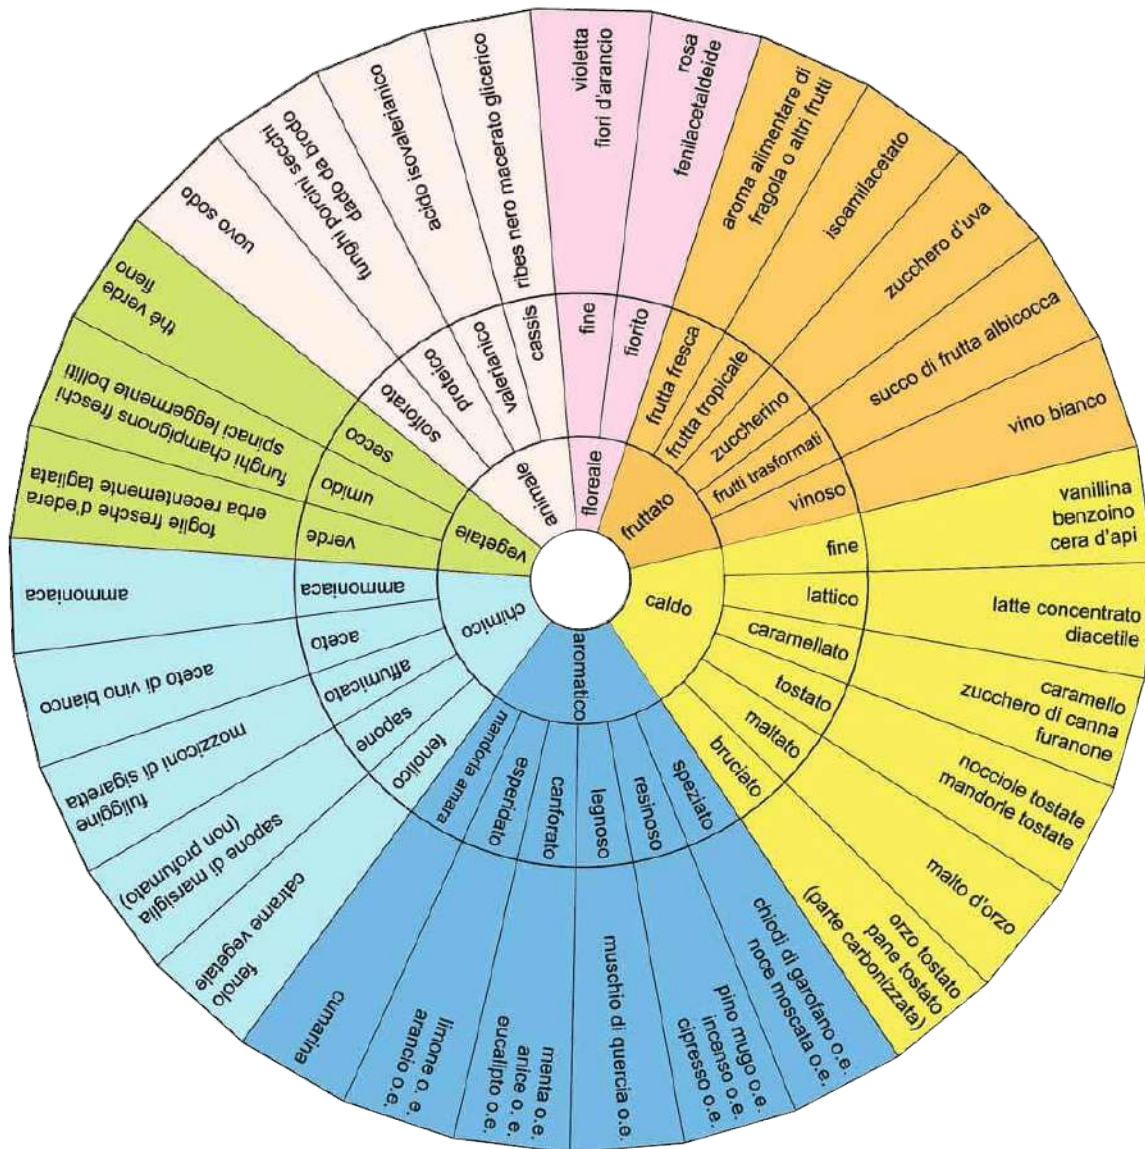 floreale
fine
violetta
fiori d'arancio
fiorito
rosa
fenilacetaldeide
fruttato
frutta fresca
aroma alimentare di
fragola o altri frutti
frutta tropicale
isoamilacetato
zuccherino
zucchero d'uva
frutti trasformati
succo di frutta albicocca
vinoso
vino bianco
caldo
fine
vanillina
benzoino
cera d'api
lattico
latte concentrato
diacetile
caramellato
caramello
zucchero di canna
furanone
tostato
nocciole tostate
mandorle tostate
maltato
malto d'orzo
bruciato
orzo tostato
pane tostato
(parte carbonizzata)
aromatico
speziato
chiodi di garofano o.e.
noce moscata o.e.
resinoso
pino mugo o.e.
incenso o.e.
cipresso o.e.
legnoso
muschio di quercia o.e.
canforato
menta o.e.
anice o. e.
eucalipto o.e.
esperidato
limone o. e.
arancio o.e.
mandorla amara
cumarina
chimico
fenolico
fenolo
catrame vegetale
sapone
sapone di marsiglia
(non profumato)
affumicato
fuliggine
mozziconi di sigaretta
aceto
aceto di vino bianco
ammoniaca
ammoniaca
vegetale
verde
foglie fresche d'edera
erba recentemente tagliata
umido
funghi champignons freschi
spinaci leggermente bolliti
secco
fieno
thé verde
animale
solforato
uovo sodo
proteico
funghi porcini secchi
dado da brodo
valerianico
acido isovalerianico
cassis
ribes nero macerato glicerico